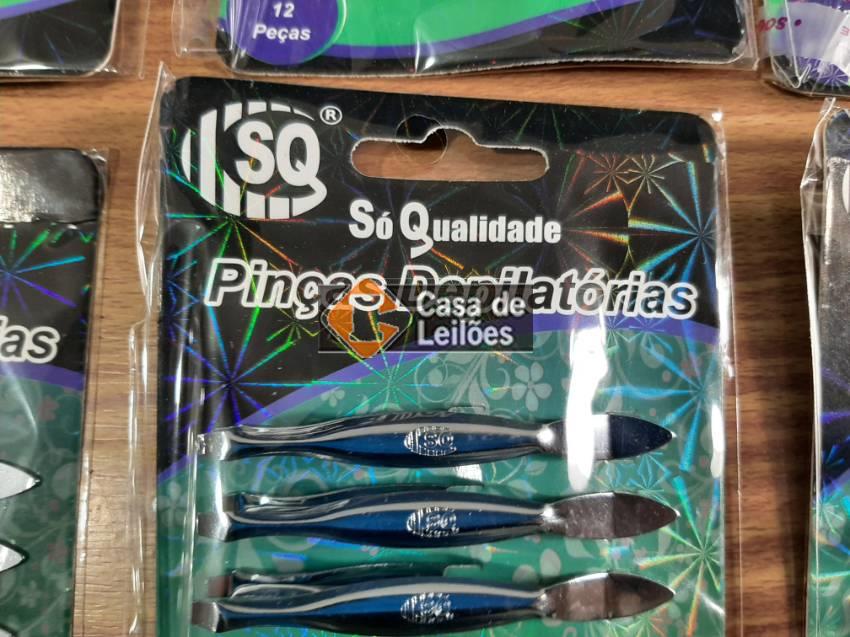 12
Peças
SQ ®
Só Qualidade
Pinças Depilatórias
Casa de
Leilões
ias
SQ
SQ
SQ